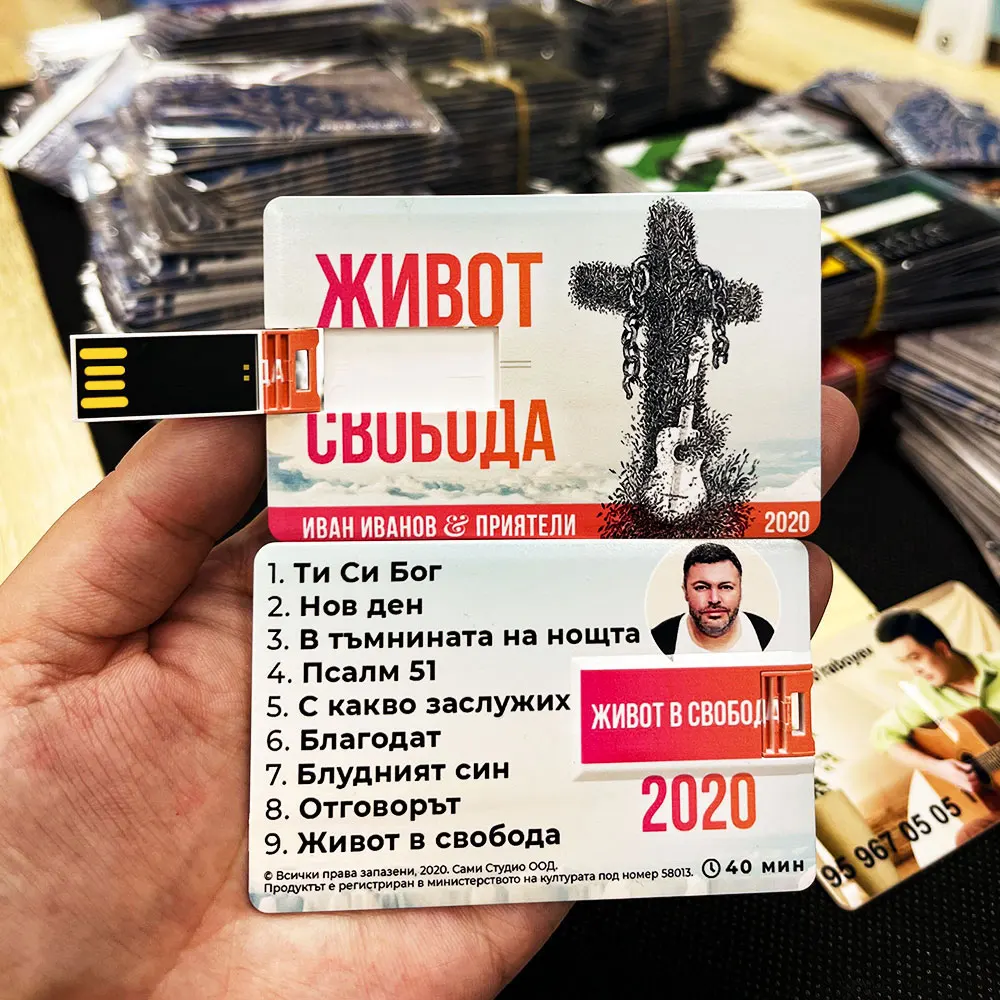 ЖИВОТ
ДА
СВОБОДА
ИВАН ИВАНОВ & ПРИЯТЕЛИ
2020
1. Ти Си Бог
2. Нов ден
3. В тъмнината на нощта
4. Псалм 51
5. С какво заслужих
6. Благодат
7. Блудният син
8. Отговорът
9. Живот в свобода
ЖИВОТ В СВОБОДА
2020
© Всички права запазени, 2020. Сами Студио ООД.
Продуктът е регистриран в министерството на културата под номер 58013.
40 мин
95 967 05 05 1